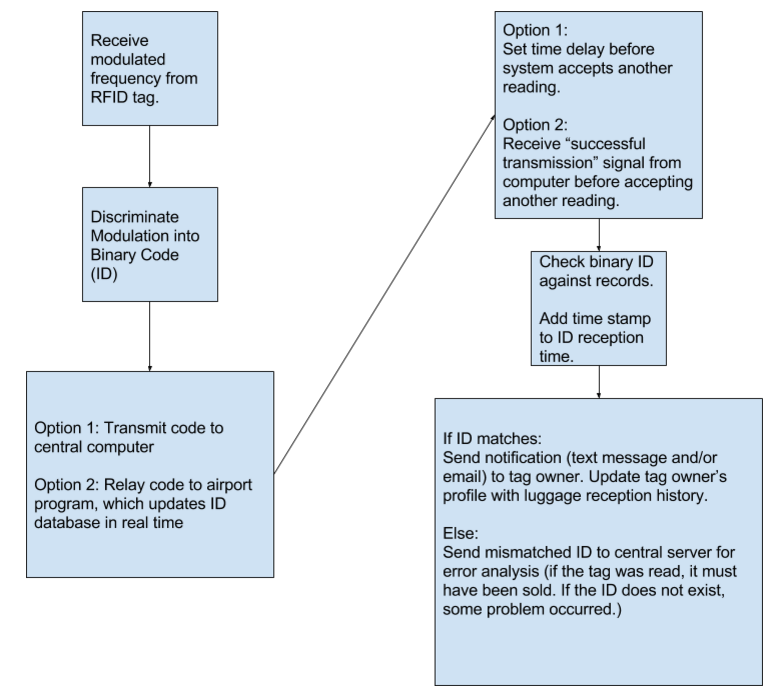 Receive
modulated
frequency from
RFID tag.
Discriminate
Modulation into
Binary Code
(ID)
Option 1: Transmit code to
central computer
Option 2: Relay code to airport
program, which updates ID
database in real time
Option 1:
Set time delay before
system accepts another
reading.
Option 2:
Receive “successful
transmission” signal from
computer before accepting
another reading.
Check binary ID
against records.
Add time stamp
to ID reception
time.
If ID matches:
Send notification (text message and/or
email) to tag owner. Update tag owner’s
profile with luggage reception history.
Else:
Send mismatched ID to central server for
error analysis (if the tag was read, it must
have been sold. If the ID does not exist,
some problem occurred.)